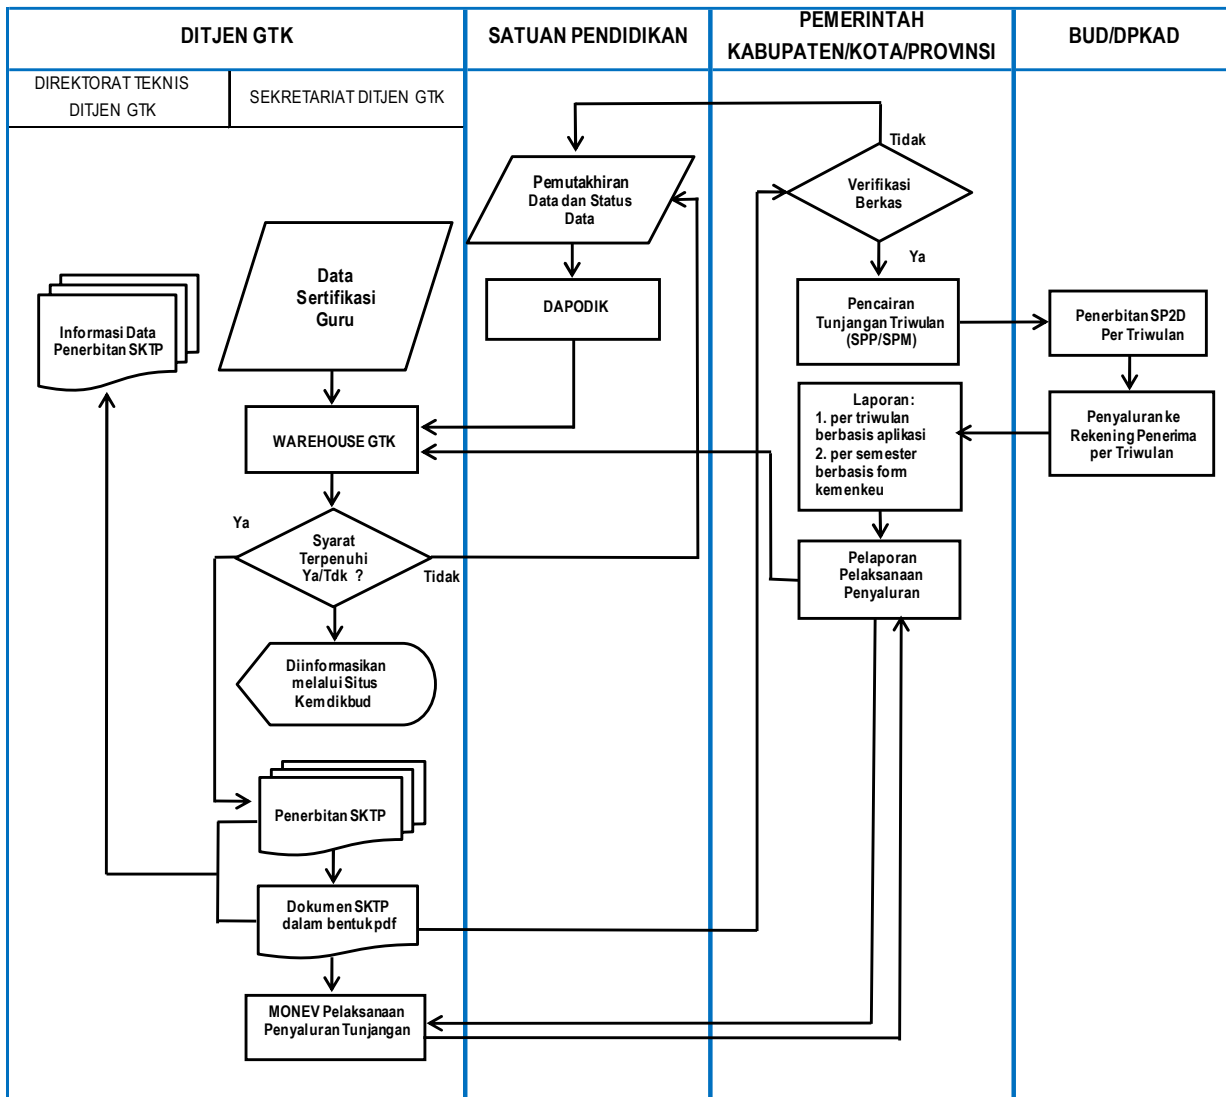 DITJEN GTK
SATUAN PENDIDIKAN
PEMERINTAH
KABUPATEN/KOTA/PROVINSI
BUD/DPKAD
DIREKTORAT TEKNIS
DITJEN GTK
SEKRETARIAT DITJEN GTK
Tidak
Pemutakhiran
Data dan Status
Data
Verifikasi
Berkas
Ya
Data
Sertifikasi
Guru
Informasi Data
Penerbitan SKTP
DAPODIK
Pencairan
Tunjangan Triwulan
(SPP/SPM)
Penerbitan SP2D
Per Triwulan
WAREHOUSE GTK
Laporan:
1. per triwulan
berbasis aplikasi
2. per semester
berbasis form
kemenkeu
Penyaluran ke
Rekening Penerima
per Triwulan
Ya
Syarat
Terpenuhi
Ya/Tdk ?
Tidak
Pelaporan
Pelaksanaan
Penyaluran
Diinformasikan
melalui Situs
Kemdikbud
Penerbitan SKTP
Dokumen SKTP
dalam bentuk pdf
MONEV Pelaksanaan
Penyaluran Tunjangan